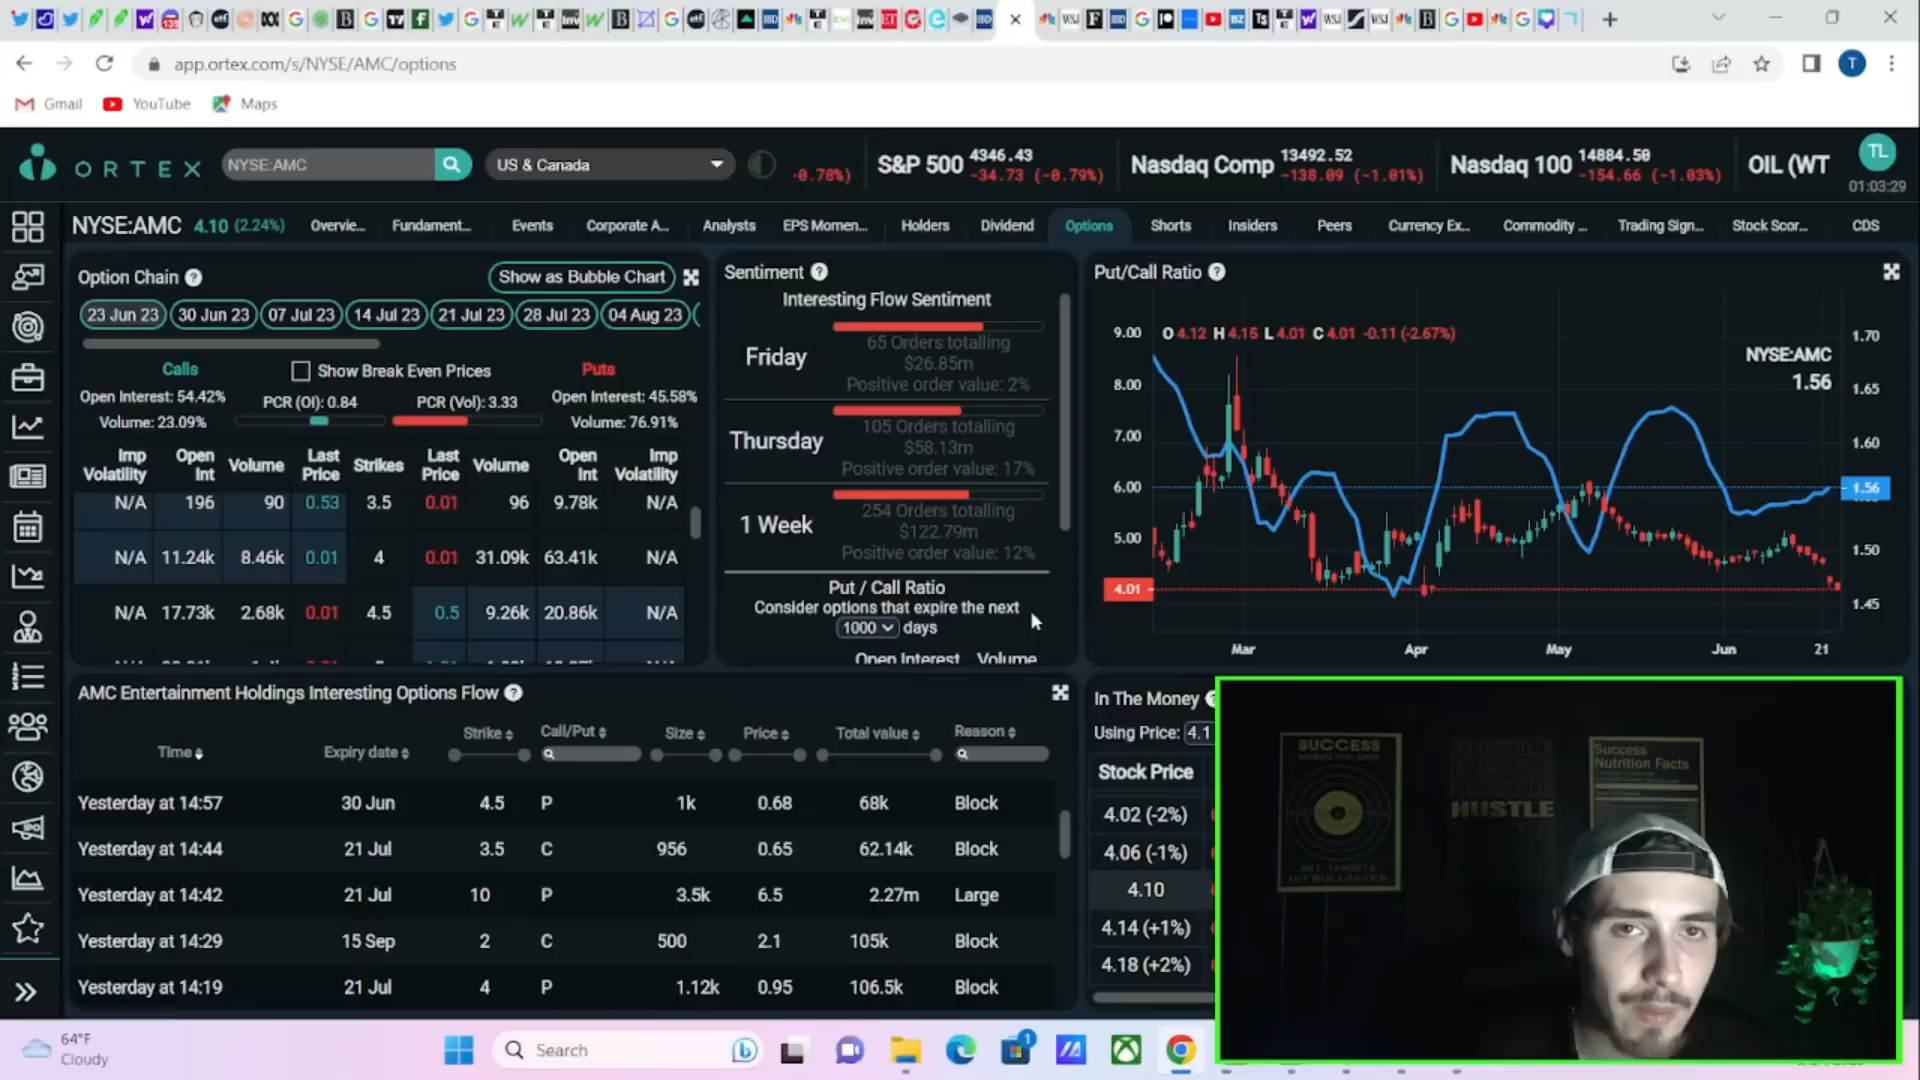 app.ortex.com/s/NYSE/AMC/options
T
Gmail YouTube Maps
ORTEX NYSE:AMC US & Canada -0.78%) S&P 500 4346.43 -34.73 (-0.79%) Nasdaq Comp 13492.52 -138.09 (-1.01%) Nasdaq 100 14884.50 -154.66 (-1.03%) OIL (WT TL 01:03:29
NYSE:AMC 4.10 (2.24%) Overvie... Fundament... Events Corporate A... Analysts EPS Momen... Holders Dividend Options Shorts Insiders Peers Currency Ex... Commodity ... Trading Sign... Stock Scor... CDS
Option Chain ? Show as Bubble Chart
23 Jun 23 30 Jun 23 07 Jul 23 14 Jul 23 21 Jul 23 28 Jul 23 04 Aug 23
Calls Show Break Even Prices Puts
Open Interest: 54.42% PCR (OI): 0.84 PCR (Vol): 3.33 Open Interest: 45.58%
Volume: 23.09% Volume: 76.91%
Imp Volatility Open Int Volume Last Price Strikes Last Price Volume Open Int Imp Volatility
N/A 196 90 0.53 3.5 0.01 96 9.78k N/A
N/A 11.24k 8.46k 0.01 4 0.01 31.09k 63.41k N/A
N/A 17.73k 2.68k 0.01 4.5 0.5 9.26k 20.86k N/A
Sentiment ?
Interesting Flow Sentiment
Friday
65 Orders totalling
$26.85m
Positive order value: 2%
Thursday
105 Orders totalling
$58.13m
Positive order value: 17%
1 Week
254 Orders totalling
$122.79m
Positive order value: 12%
Put / Call Ratio
Consider options that expire the next
1000 days
Open Interest Volume
Put/Call Ratio ?
O 4.12 H 4.15 L 4.01 C 4.01 -0.11 (-2.67%)
NYSE:AMC
1.56
9.00
8.00
7.00
6.00
5.00
4.01
1.70
1.65
1.60
1.56
1.50
1.45
Mar Apr May Jun 21
AMC Entertainment Holdings Interesting Options Flow ?
Time Expiry date Strike Call/Put Size Price Total value Reason
Yesterday at 14:57 30 Jun 4.5 P 1k 0.68 68k Block
Yesterday at 14:44 21 Jul 3.5 C 956 0.65 62.14k Block
Yesterday at 14:42 21 Jul 10 P 3.5k 6.5 2.27m Large
Yesterday at 14:29 15 Sep 2 C 500 2.1 105k Block
Yesterday at 14:19 21 Jul 4 P 1.12k 0.95 106.5k Block
In The Money
Using Price: 4.1
Stock Price
4.02 (-2%)
4.06 (-1%)
4.10
4.14 (+1%)
4.18 (+2%)
SUCCESS
HUSTLE
Success
Nutrition Facts
64°F
Cloudy
Search
1